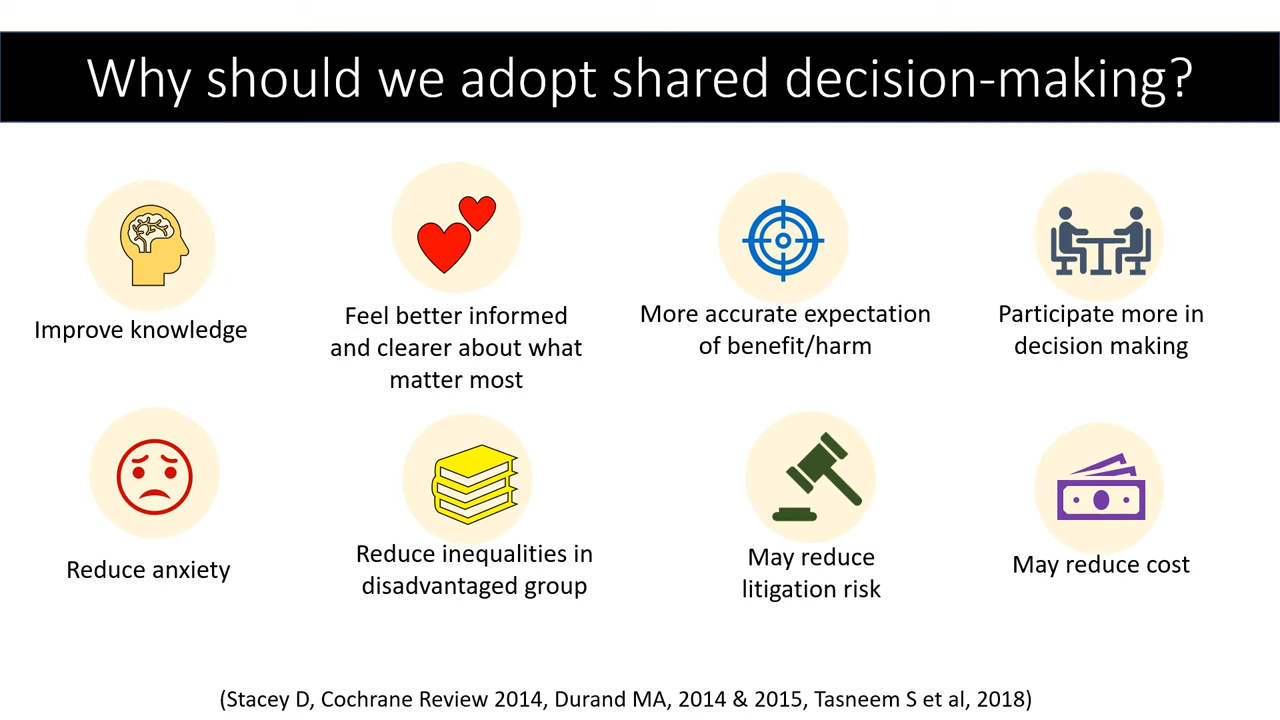 Why should we adopt shared decision-making?
Improve knowledge
Feel better informed
and clearer about what
matter most
More accurate expectation
of benefit/harm
Participate more in
decision making
Reduce anxiety
Reduce inequalities in
disadvantaged group
May reduce
litigation risk
May reduce cost
(Stacey D, Cochrane Review 2014, Durand MA, 2014 & 2015, Tasneem S et al, 2018)